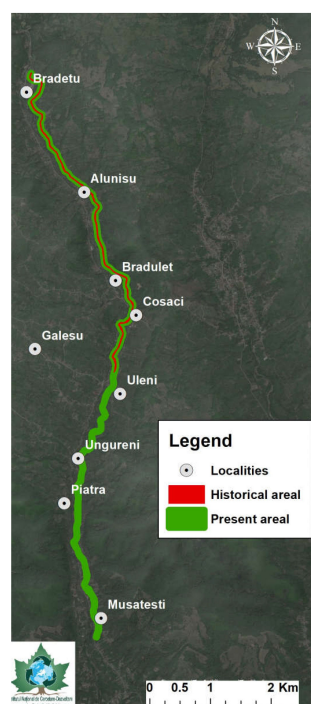 N
W E
S
Bradetu
Alunisu
Bradulet
Cosaci
Galesu
Uleni
Ungureni
Piatra
Musatesti
Legend
Localities
Historical areal
Present areal
0 0.5 1 2 Km